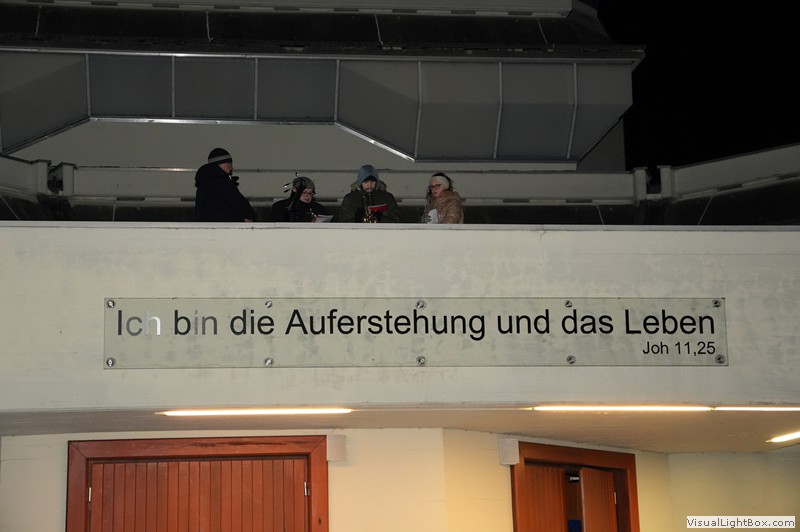 Ich bin die Auferstehung und das Leben
Joh 11,25
VisualLightBox.com